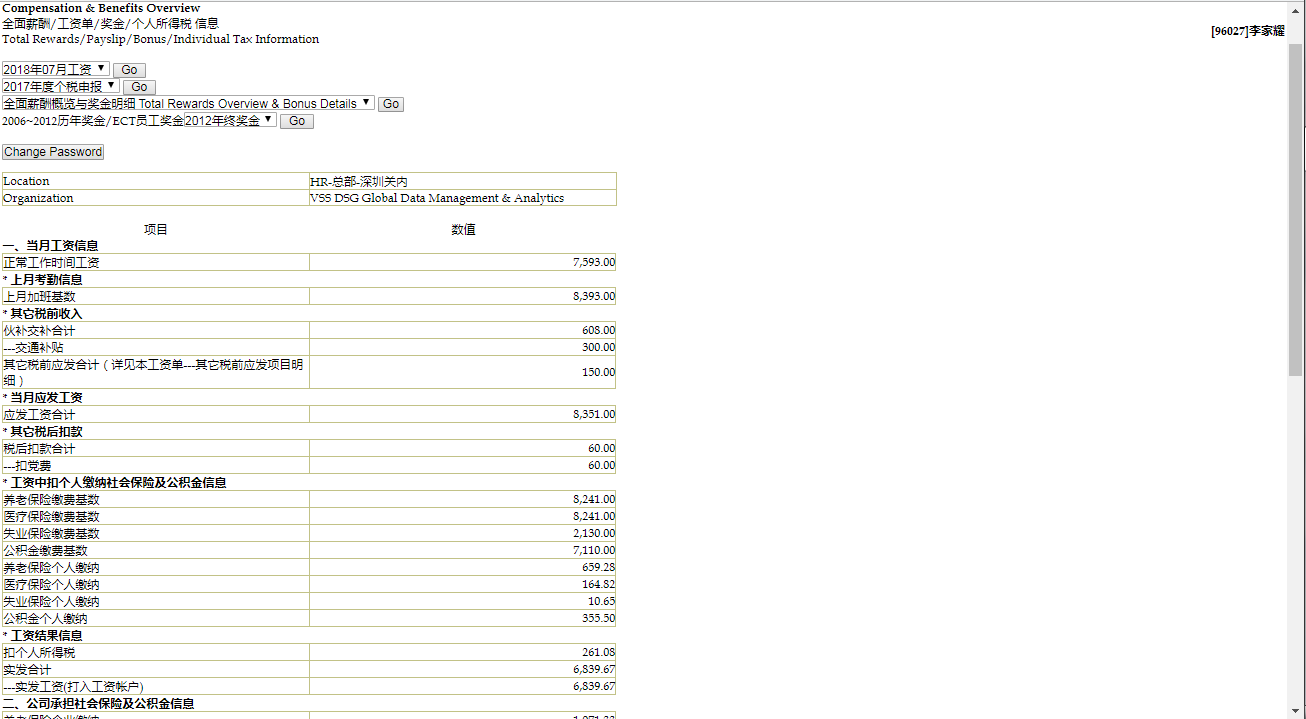 Compensation & Benefits Overview
全面薪酬/工资单/奖金/个人所得税 信息
Total Rewards/Payslip/Bonus/Individual Tax Information
[96027]李家耀
2018年07月工资 Go
2017年度个税申报 Go
全面薪酬概览与奖金明细 Total Rewards Overview & Bonus Details Go
2006~2012历年奖金/ECT员工奖金 2012年终奖金 Go
Change Password
Location HR-总部-深圳关内
Organization VSS DSG Global Data Management & Analytics
项目 数值
一、当月工资信息
正常工作时间工资 7,593.00
* 上月考勤信息
上月加班基数 8,393.00
* 其它税前收入
伙补交补合计 608.00
---交通补贴 300.00
其它税前应发合计（详见本工资单---其它税前应发项目明
细） 150.00
* 当月应发工资
应发工资合计 8,351.00
* 其它税后扣款
税后扣款合计 60.00
---扣党费 60.00
* 工资中扣个人缴纳社会保险及公积金信息
养老保险缴费基数 8,241.00
医疗保险缴费基数 8,241.00
失业保险缴费基数 2,130.00
公积金缴费基数 7,110.00
养老保险个人缴纳 659.28
医疗保险个人缴纳 164.82
失业保险个人缴纳 10.65
公积金个人缴纳 355.50
* 工资结果信息
扣个人所得税 261.08
实发合计 6,839.67
---实发工资(打入工资帐户) 6,839.67
二、公司承担社会保险及公积金信息